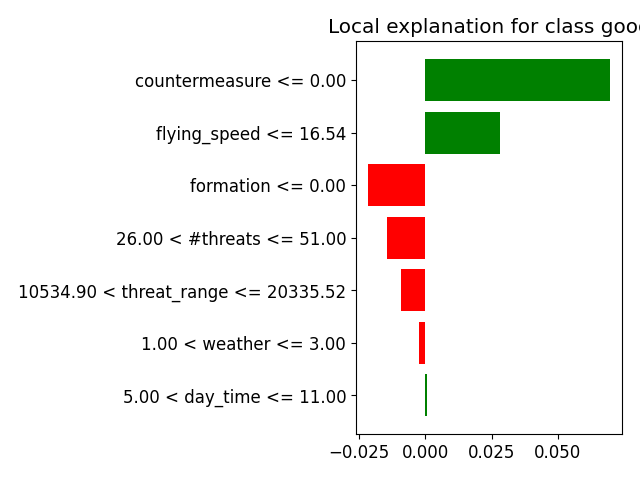 Local explanation for class good
countermeasure <= 0.00
flying_speed <= 16.54
formation <= 0.00
26.00 < #threats <= 51.00
10534.90 < threat_range <= 20335.52
1.00 < weather <= 3.00
5.00 < day_time <= 11.00
−0.025 0.000 0.025 0.050